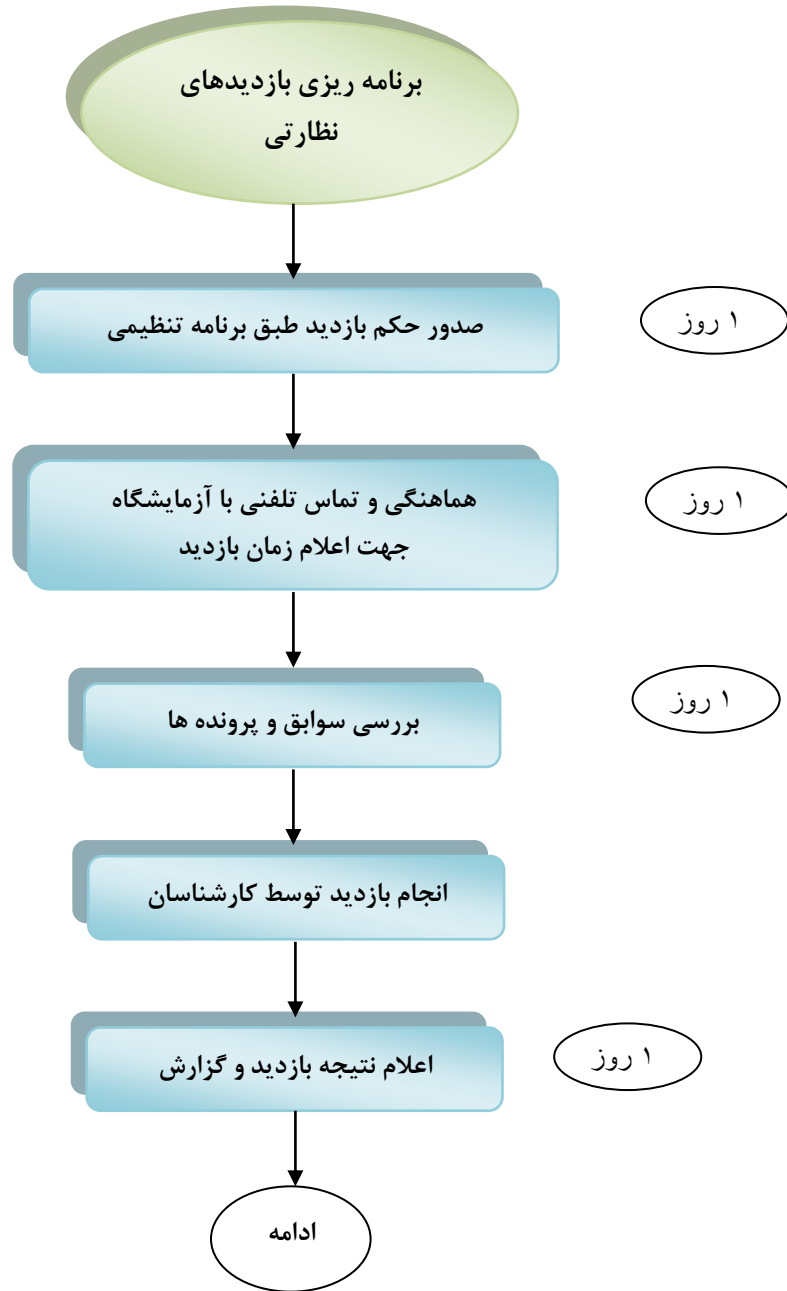 برنامه ریزی بازدیدهای
نظارتی
صدور حکم بازدید طبق برنامه تنظیمی
۱ روز
هماهنگی و تماس تلفنی با آزمایشگاه
جهت اعلام زمان بازدید
۱ روز
بررسی سوابق و پرونده ها
۱ روز
انجام بازدید توسط کارشناسان
اعلام نتیجه بازدید و گزارش
۱ روز
ادامه